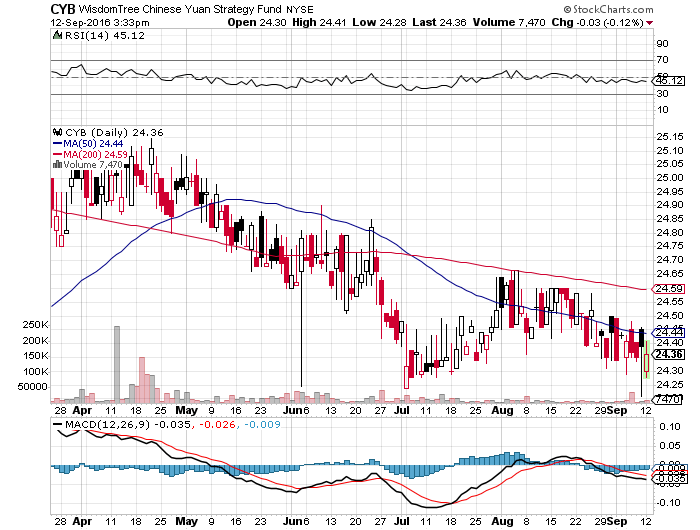 CYB WisdomTree Chinese Yuan Strategy Fund NYSE © StockCharts.com
12-Sep-2016 3:33pm Open 24.30 High 24.41 Low 24.28 Last 24.36 Volume 7,470 Chg -0.03 (-0.12%)
RSI(14) 45.12
90
70
50
45.12
30
10
CYB (Daily) 24.36
MA(50) 24.44
MA(200) 24.59
Volume 7,470
25.15
25.10
25.05
25.00
24.95
24.90
24.85
24.80
24.75
24.70
24.65
24.59
24.55
24.50
24.44
24.40
24.36
24.30
24.25
7470
250K
200K
150K
100K
50000
28 Apr 11 18 25 May 9 16 23 Jun 6 13 20 27 Jul 11 18 25 Aug 8 15 22 29 Sep 12
MACD(12,26,9) -0.035, -0.026, -0.009
0.10
0.05
0.00
-0.009
-0.035
-0.10
28 Apr 11 18 25 May 9 16 23 Jun 6 13 20 27 Jul 11 18 25 Aug 8 15 22 29 Sep 12